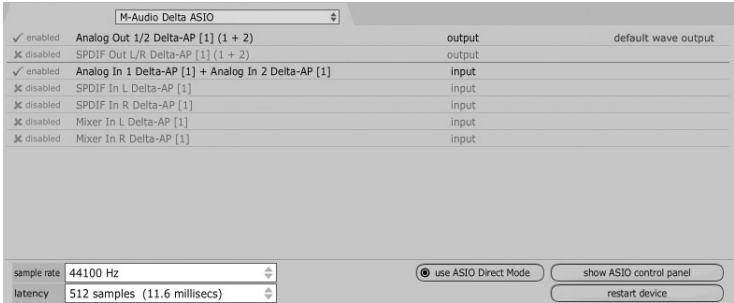 M-Audio Delta ASIO
enabled Analog Out 1/2 Delta-AP [1] (1 + 2) output default wave output
disabled SPDIF Out L/R Delta-AP [1] (1 + 2) output
enabled Analog In 1 Delta-AP [1] + Analog In 2 Delta-AP [1] input
disabled SPDIF In L Delta-AP [1] input
disabled SPDIF In R Delta-AP [1] input
disabled Mixer In L Delta-AP [1] input
disabled Mixer In R Delta-AP [1] input
sample rate 44100 Hz use ASIO Direct Mode show ASIO control panel
latency 512 samples (11.6 millisecs) restart device